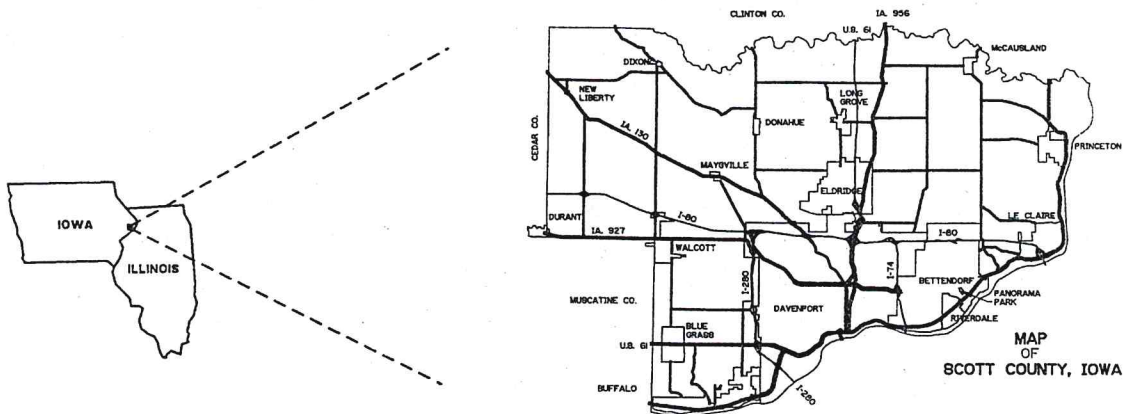 IOWA
ILLINOIS
CLINTON CO.
IA. 956
U.S. 61
McCAUSLAND
DIXON
NEW
LIBERTY
LONG
GROVE
DONAHUE
IA. 130
CEDAR CO.
PRINCETON
MAYSVILLE
ELDRIDGE
DURANT
I-80
LE CLAIRE
IA. 927
I-80
WALCOTT
I-280
I-74
BETTENDORF
PANORAMA
PARK
MUSCATINE CO.
DAVENPORT
RIVERDALE
BLUE
GRASS
U.S. 61
BUFFALO
I-280
MAP
OF
SCOTT COUNTY, IOWA